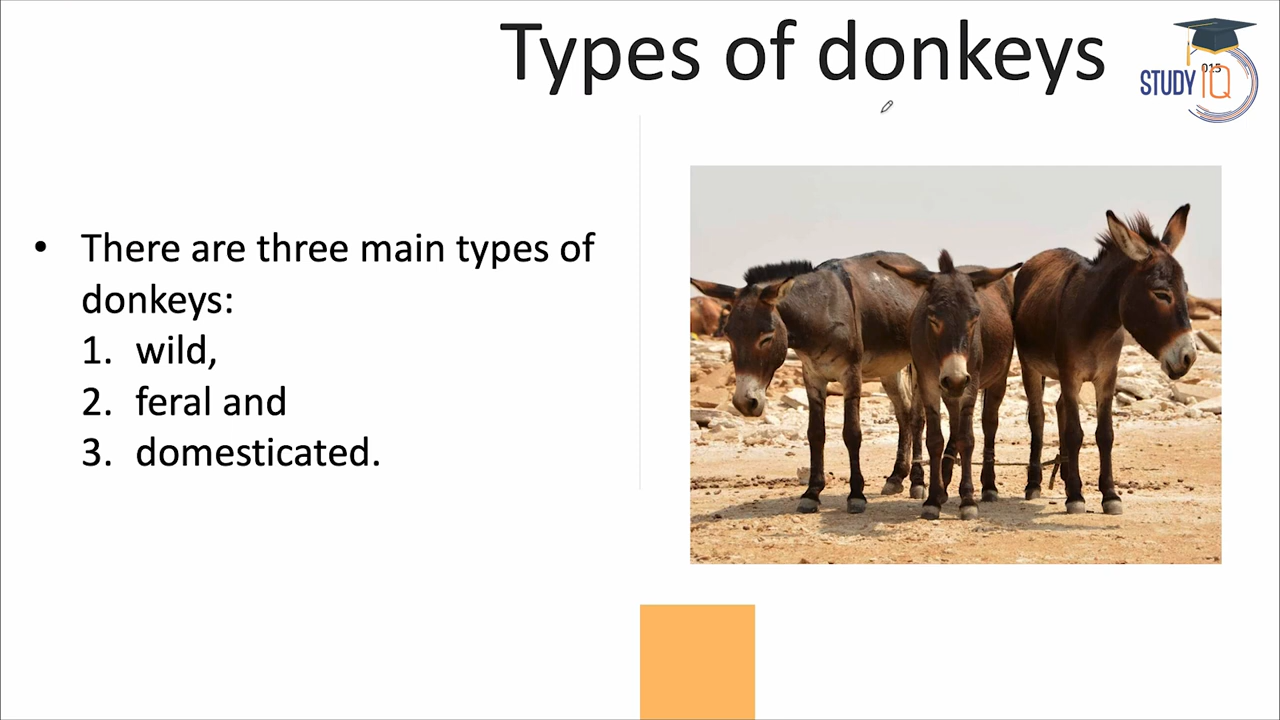 Types of donkeys
STUDY IQ
• There are three main types of
donkeys:
1. wild,
2. feral and
3. domesticated.